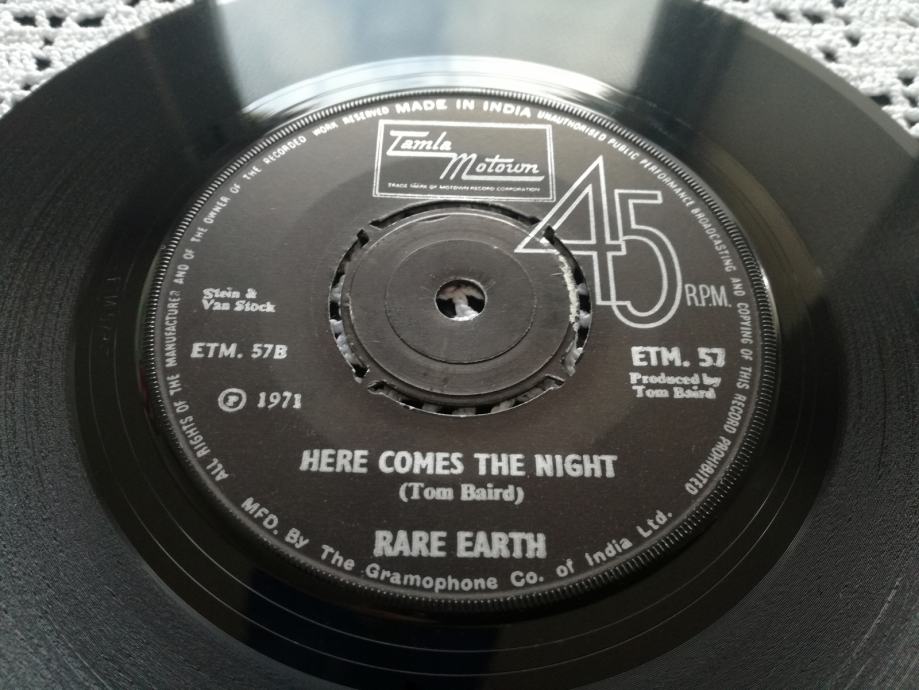 ALL RIGHTS OF THE MANUFACTURER AND OF THE OWNER OF THE RECORDED WORK RESERVED MADE IN INDIA UNAUTHORISED PUBLIC PERFORMANCE BROADCASTING AND COPYING OF THIS RECORD PROHIBITED
Tamla
Motown
TRADE MARK OF MOTOWN RECORD CORPORATION
45
R.P.M.
Stein &
Van Stock
ETM. 57B
℗ 1971
ETM. 57
Produced by
Tom Baird
HERE COMES THE NIGHT
(Tom Baird)
RARE EARTH
MFD. By The Gramophone Co. of India Ltd.